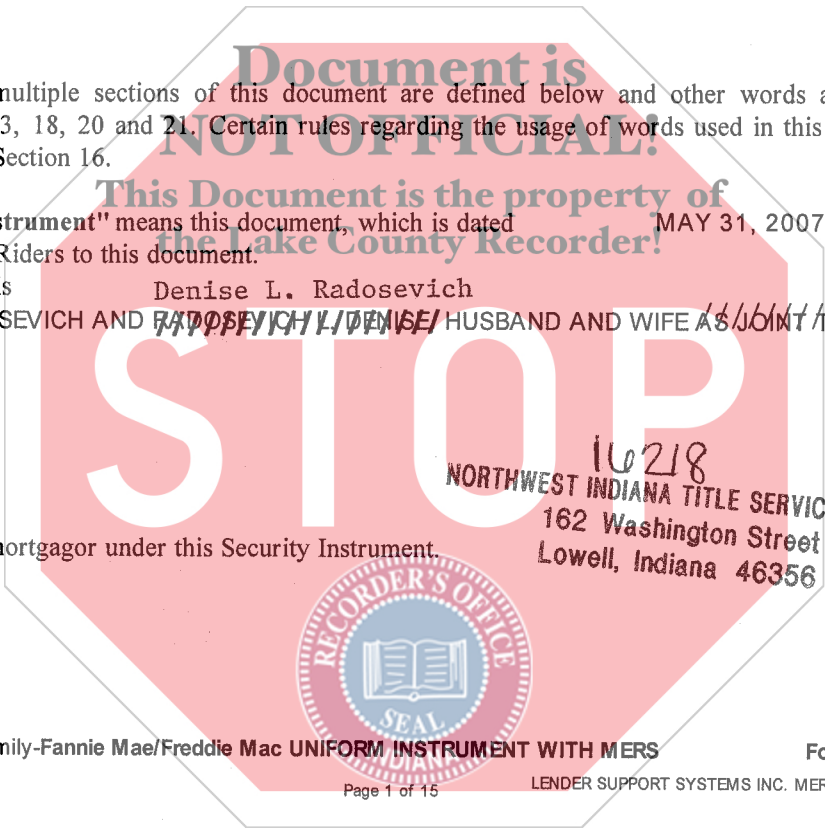 Document is
multiple sections of this document are defined below and other words a
3, 18, 20 and 21. Certain rules regarding the usage of words used in this
NOT OFFICIAL!
Section 16.
This Document is the property of
strument" means this document, which is dated MAY 31, 2007
the Lake County Recorder!
Riders to this document.
is Denise L. Radosevich
SEVICH AND RADOSEVICH L. DENISE HUSBAND AND WIFE AS JOINT T
STOP
16218
NORTHWEST INDIANA TITLE SERVIC
162 Washington Street
Lowell, Indiana 46356
mortgagor under this Security Instrument.
RECORDER'S OFFICE
SEAL
INDIANA
mily-Fannie Mae/Freddie Mac UNIFORM INSTRUMENT WITH MERS Fo
Page 1 of 15
LENDER SUPPORT SYSTEMS INC. MER